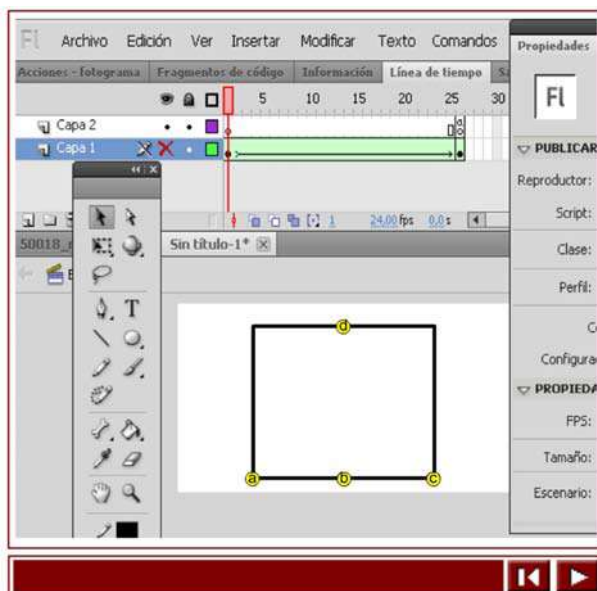 Fl Archivo Edición Ver Insertar Modificar Texto Comandos
Propiedades
Acciones - fotograma Fragmentos de código Información Línea de tiempo
5 10 15 20 25 30
Fl
Capa 2
a
Capa 1
PUBLICAR
Reproductor:
Script:
1 24,00 fps 0,0 s
Sin título-1*
Clase:
T
Perfil:
d
Configura
PROPIEDA
FPS:
Tamaño:
a b c
Escenario: